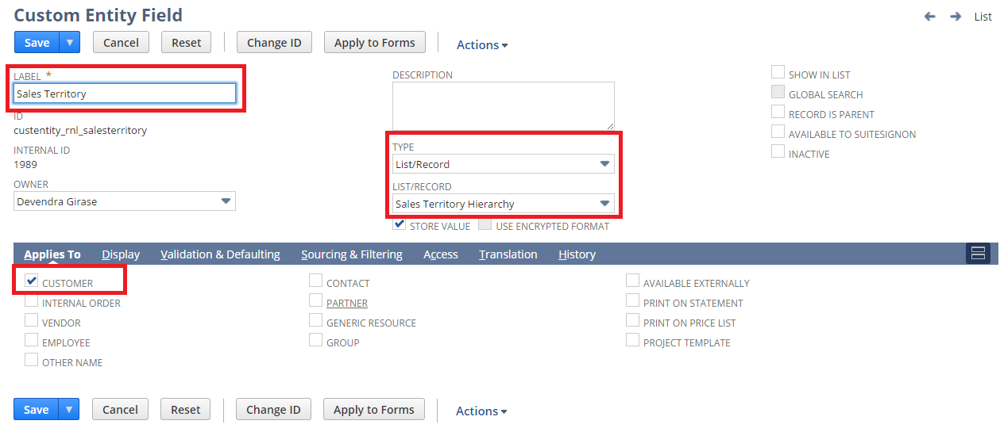 Custom Entity Field
List
Save Cancel Reset Change ID Apply to Forms Actions
LABEL *
Sales Territory
ID
custentity_rnl_salesterritory
INTERNAL ID
1989
OWNER
Devendra Girase
DESCRIPTION
TYPE
List/Record
LIST/RECORD
Sales Territory Hierarchy
STORE VALUE USE ENCRYPTED FORMAT
SHOW IN LIST
GLOBAL SEARCH
RECORD IS PARENT
AVAILABLE TO SUITESIGNON
INACTIVE
Applies To Display Validation & Defaulting Sourcing & Filtering Access Translation History
CUSTOMER
INTERNAL ORDER
VENDOR
EMPLOYEE
OTHER NAME
CONTACT
PARTNER
GENERIC RESOURCE
GROUP
AVAILABLE EXTERNALLY
PRINT ON STATEMENT
PRINT ON PRICE LIST
PROJECT TEMPLATE
Save Cancel Reset Change ID Apply to Forms Actions